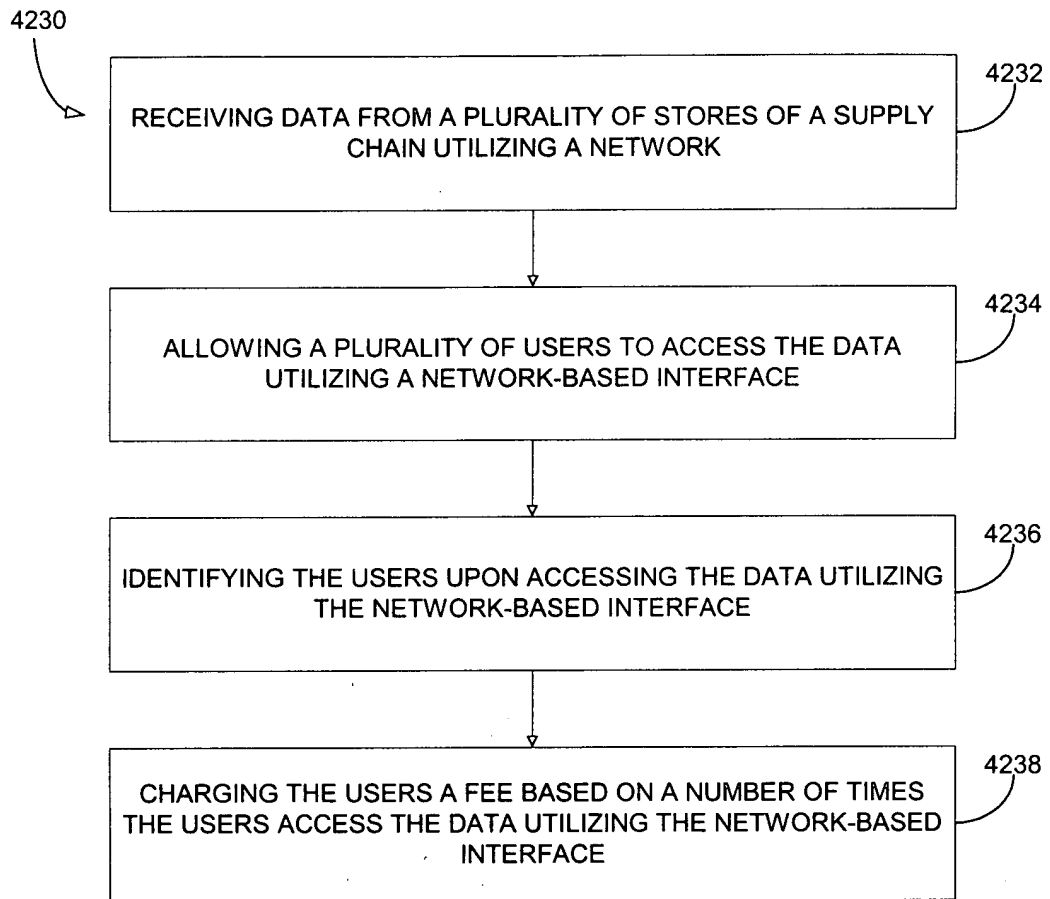 4230
4232
RECEIVING DATA FROM A PLURALITY OF STORES OF A SUPPLY
CHAIN UTILIZING A NETWORK
4234
ALLOWING A PLURALITY OF USERS TO ACCESS THE DATA
UTILIZING A NETWORK-BASED INTERFACE
4236
IDENTIFYING THE USERS UPON ACCESSING THE DATA UTILIZING
THE NETWORK-BASED INTERFACE
4238
CHARGING THE USERS A FEE BASED ON A NUMBER OF TIMES
THE USERS ACCESS THE DATA UTILIZING THE NETWORK-BASED
INTERFACE